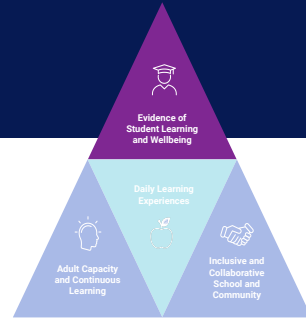 Evidence of
Student Learning
and Wellbeing
Daily Learning
Experiences
Adult Capacity
and Continuous
Learning
Inclusive and
Collaborative
School and
Community